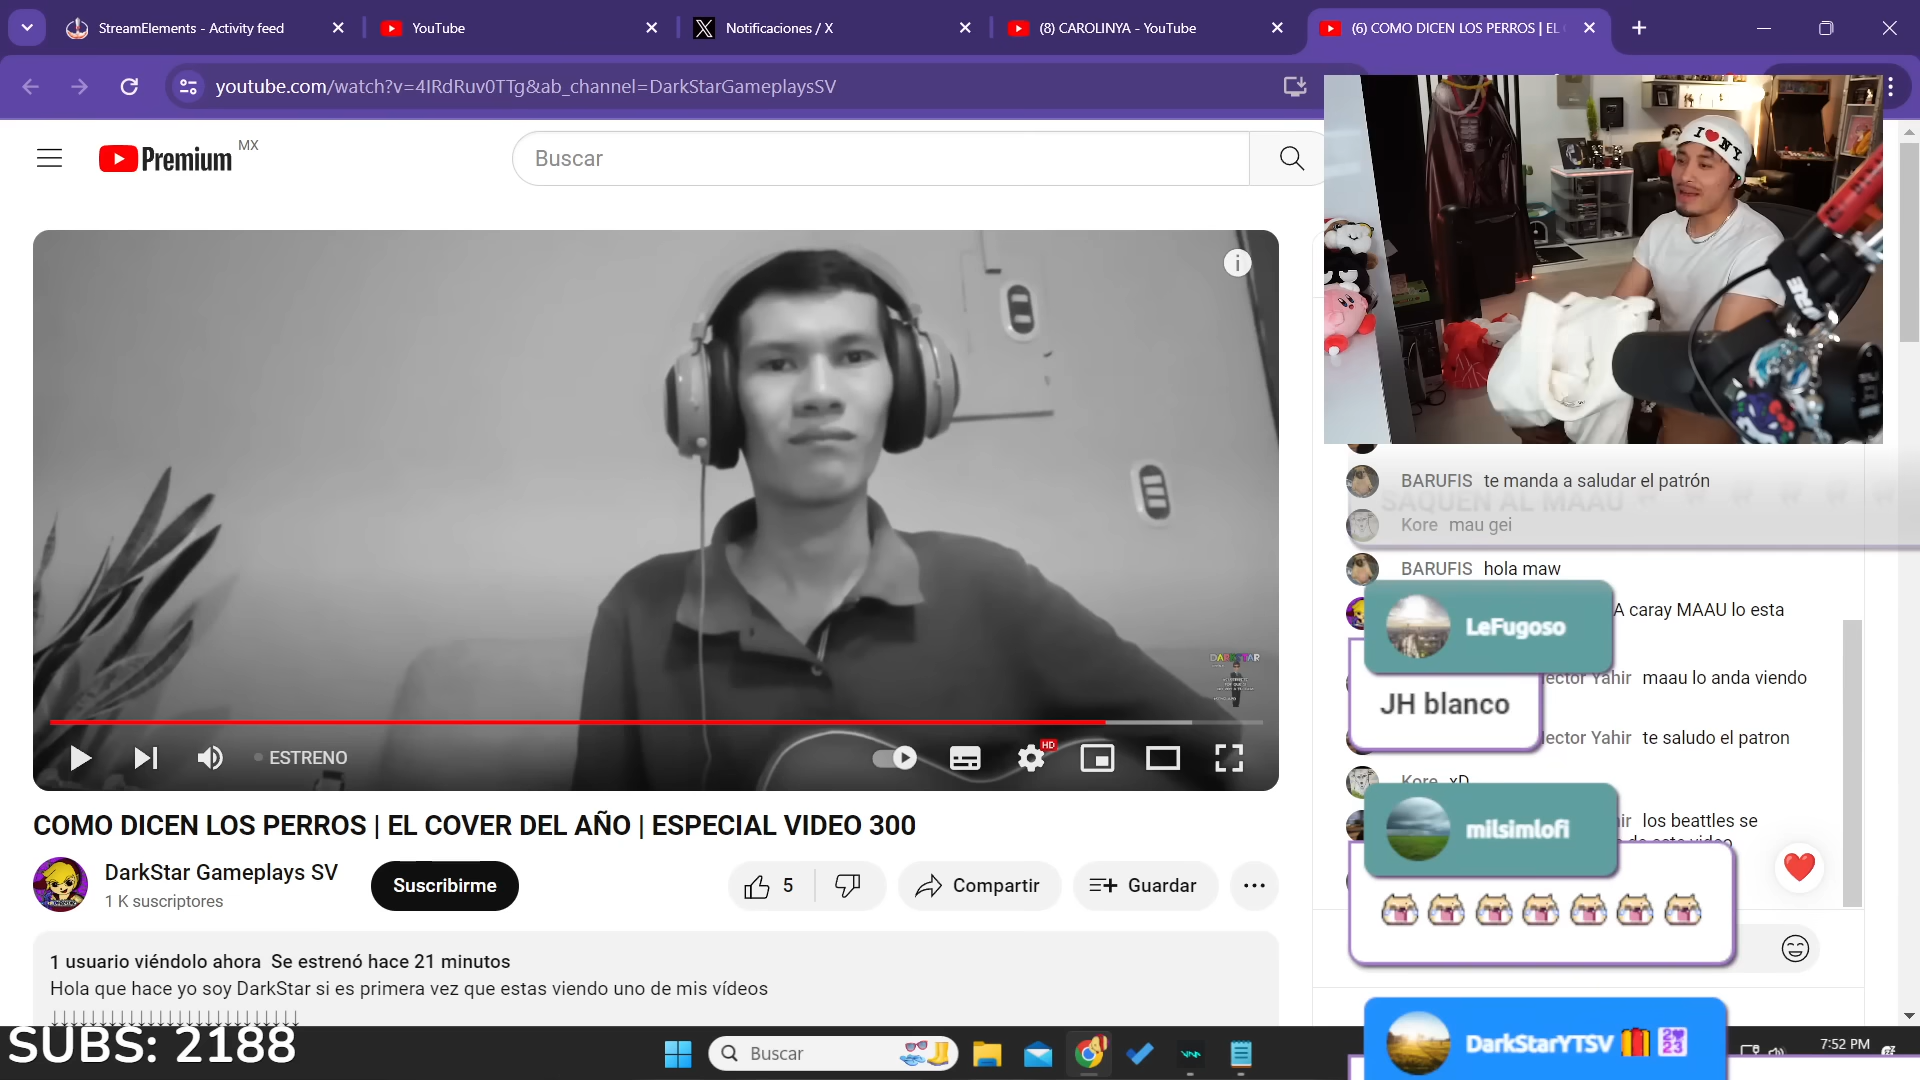 StreamElements - Activity feed
YouTube
Notificaciones / X
(8) CAROLINYA - YouTube
(6) COMO DICEN LOS PERROS | EL
youtube.com/watch?v=4IRdRuv0TTg&ab_channel=DarkStarGameplaysSV
Premium MX
Buscar
I ❤ NY
BARUFIS te manda a saludar el patrón
SAQUEN AL MAAU
Kore mau gei
BARUFIS hola maw
A caray MAAU lo esta
LeFugoso
ector Yahir maau lo anda viendo
JH blanco
ector Yahir te saludo el patron
Kore xD
milsimlofi
los beattles se
DARKSTAR
HD
ESTRENO
COMO DICEN LOS PERROS | EL COVER DEL AÑO | ESPECIAL VIDEO 300
DarkStar Gameplays SV
1 K suscriptores
Suscribirme
5
Compartir
Guardar
1 usuario viéndolo ahora Se estrenó hace 21 minutos
Hola que hace yo soy DarkStar si es primera vez que estas viendo uno de mis vídeos
↓↓↓↓↓↓↓↓↓↓↓↓↓↓↓↓↓↓↓↓↓↓↓↓↓
SUBS: 2188
Buscar
DarkStarYTSV
7:52 PM